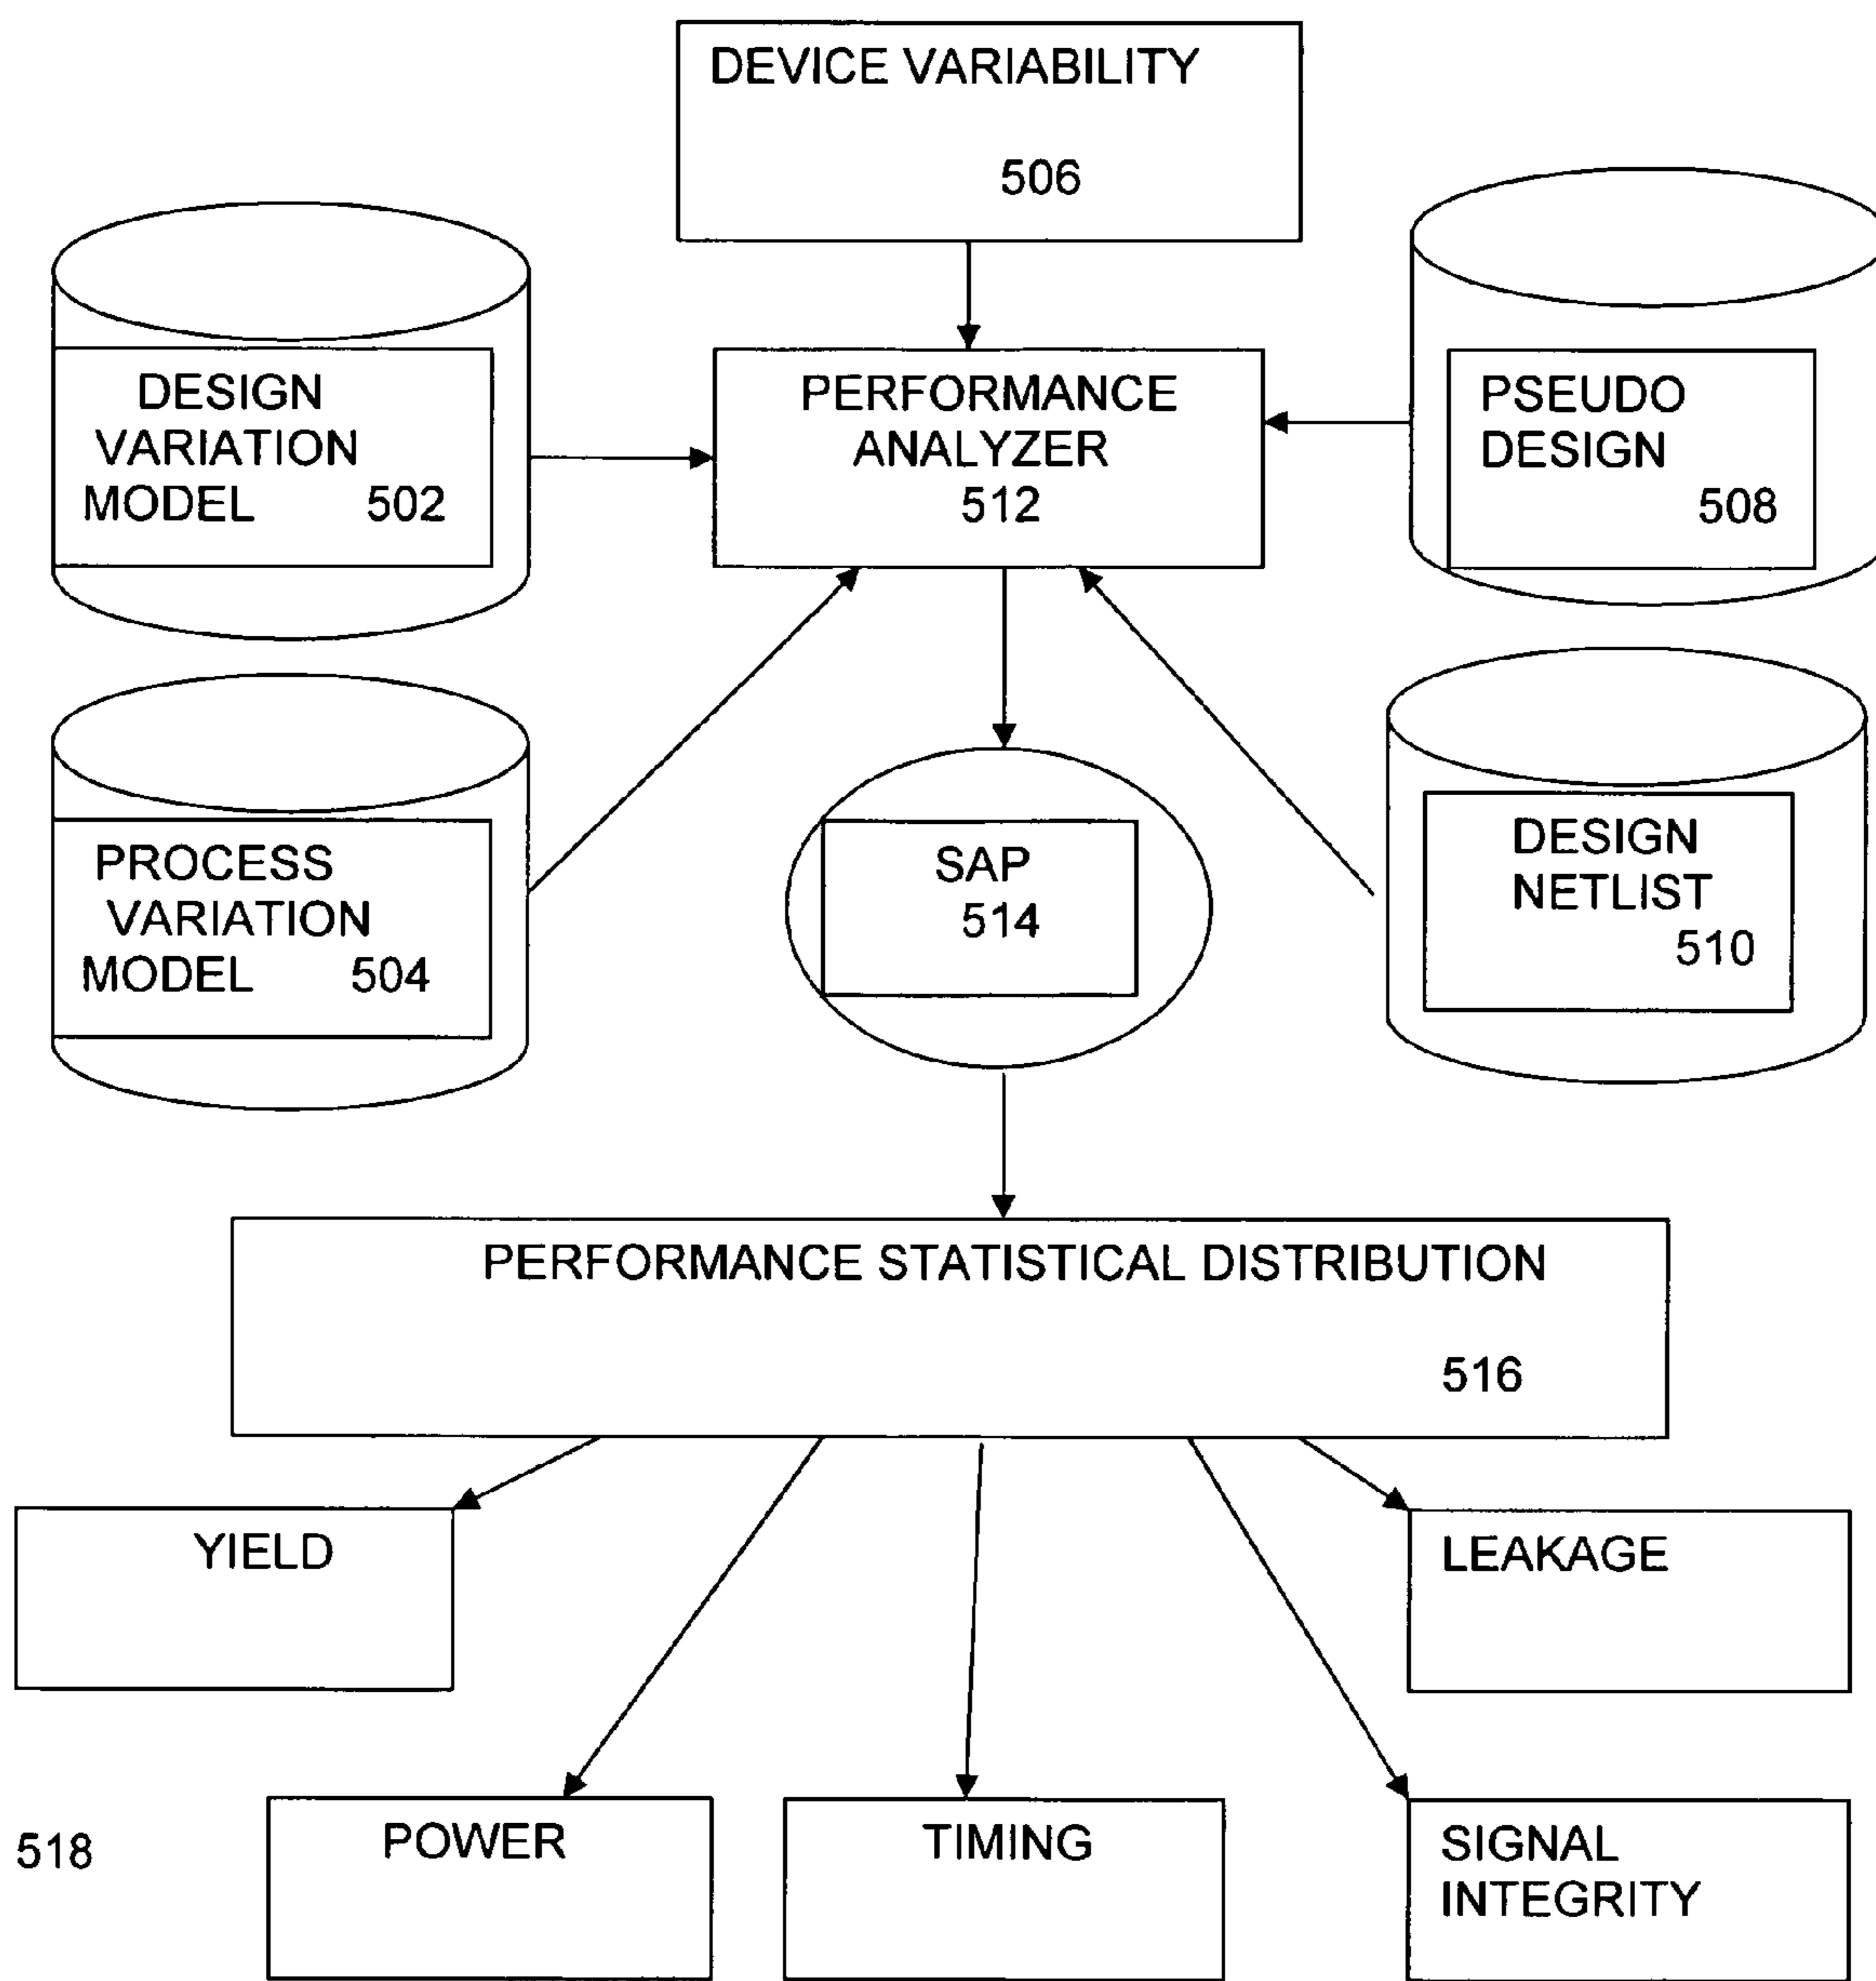 DEVICE VARIABILITY
506
DESIGN
VARIATION
MODEL 502
PERFORMANCE
ANALYZER
512
PSEUDO
DESIGN
508
PROCESS
VARIATION
MODEL 504
SAP
514
DESIGN
NETLIST
510
PERFORMANCE STATISTICAL DISTRIBUTION
516
YIELD
LEAKAGE
518
POWER
TIMING
SIGNAL
INTEGRITY